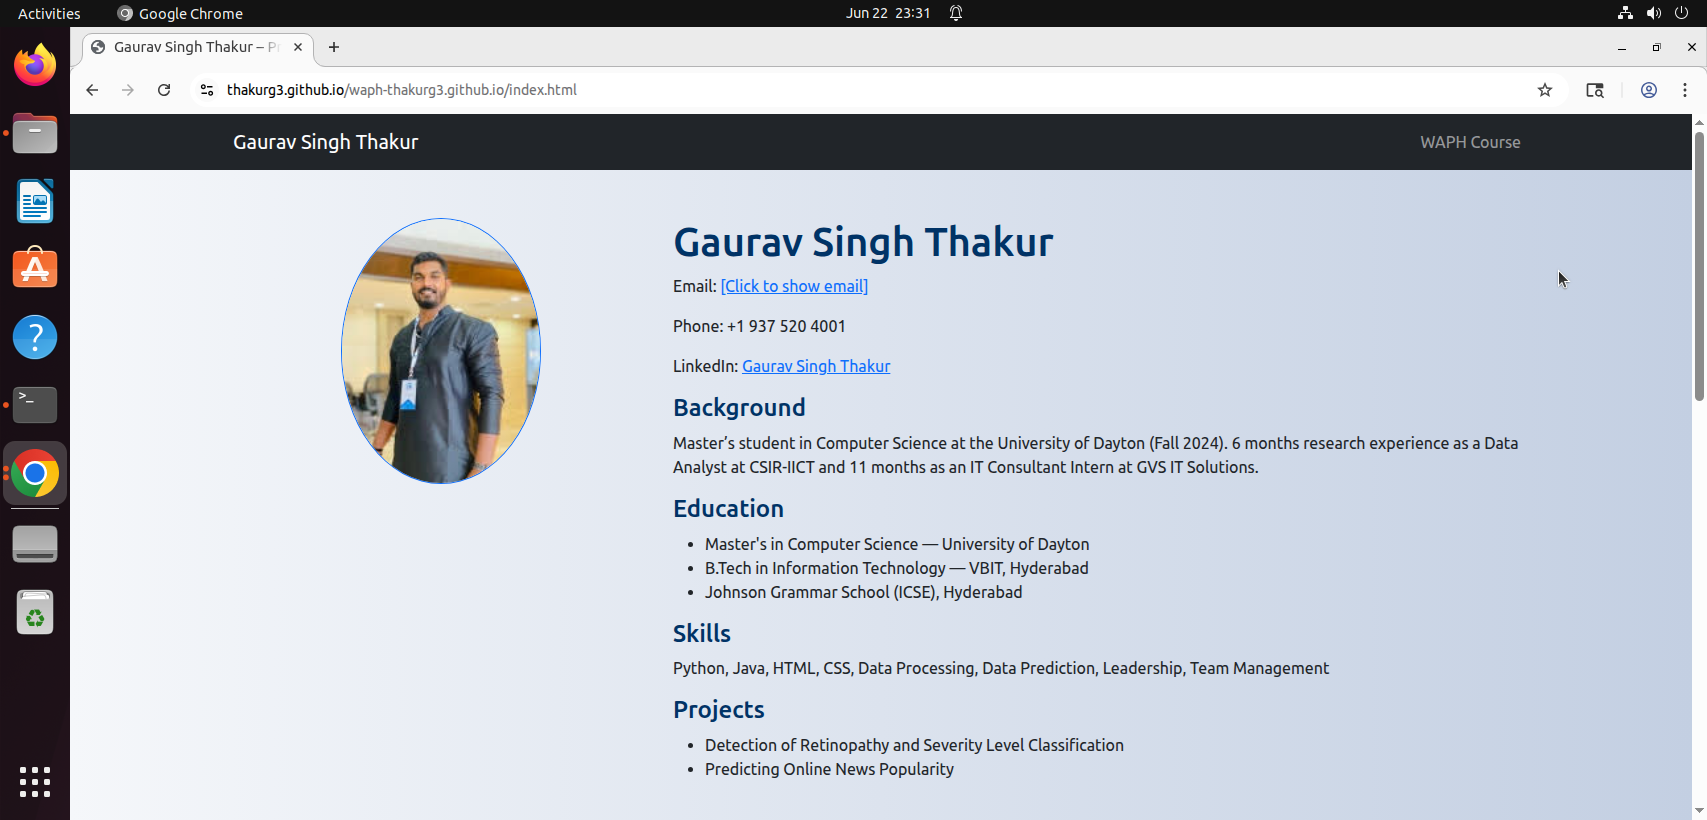 Activities
Google Chrome
Jun 22 23:31
Gaurav Singh Thakur – P
thakurg3.github.io/waph-thakurg3.github.io/index.html
Gaurav Singh Thakur
WAPH Course
Gaurav Singh Thakur
Email: [Click to show email]
Phone: +1 937 520 4001
LinkedIn: Gaurav Singh Thakur
Background
Master’s student in Computer Science at the University of Dayton (Fall 2024). 6 months research experience as a Data
Analyst at CSIR-IICT and 11 months as an IT Consultant Intern at GVS IT Solutions.
Education
• Master's in Computer Science — University of Dayton
• B.Tech in Information Technology — VBIT, Hyderabad
• Johnson Grammar School (ICSE), Hyderabad
Skills
Python, Java, HTML, CSS, Data Processing, Data Prediction, Leadership, Team Management
Projects
• Detection of Retinopathy and Severity Level Classification
• Predicting Online News Popularity